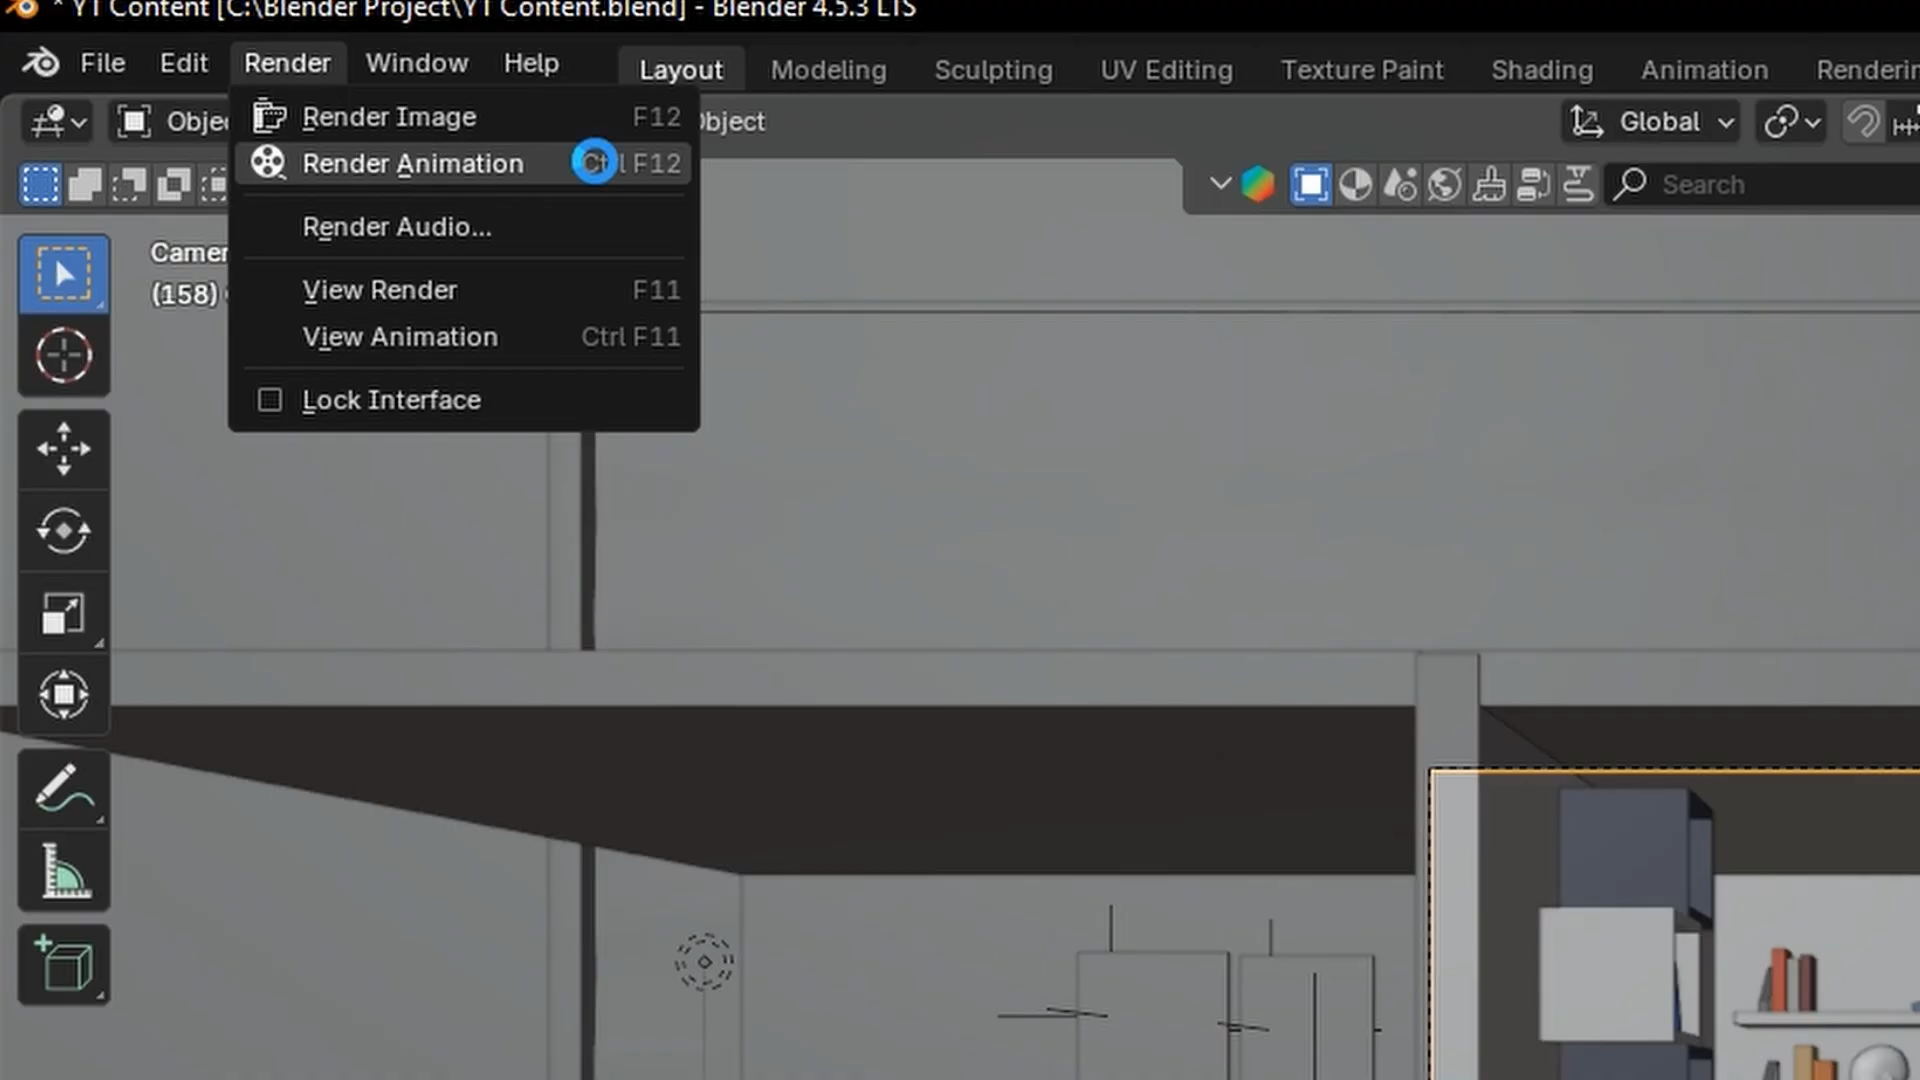 * YT Content [C:\Blender Project\YT Content.blend] - Blender 4.5.3 LTS
File Edit Render Window Help Layout Modeling Sculpting UV Editing Texture Paint Shading Animation
Render Image F12
Render Animation F12
Render Audio...
View Render F11
View Animation Ctrl F11
Lock Interface
Global
Search
(158)